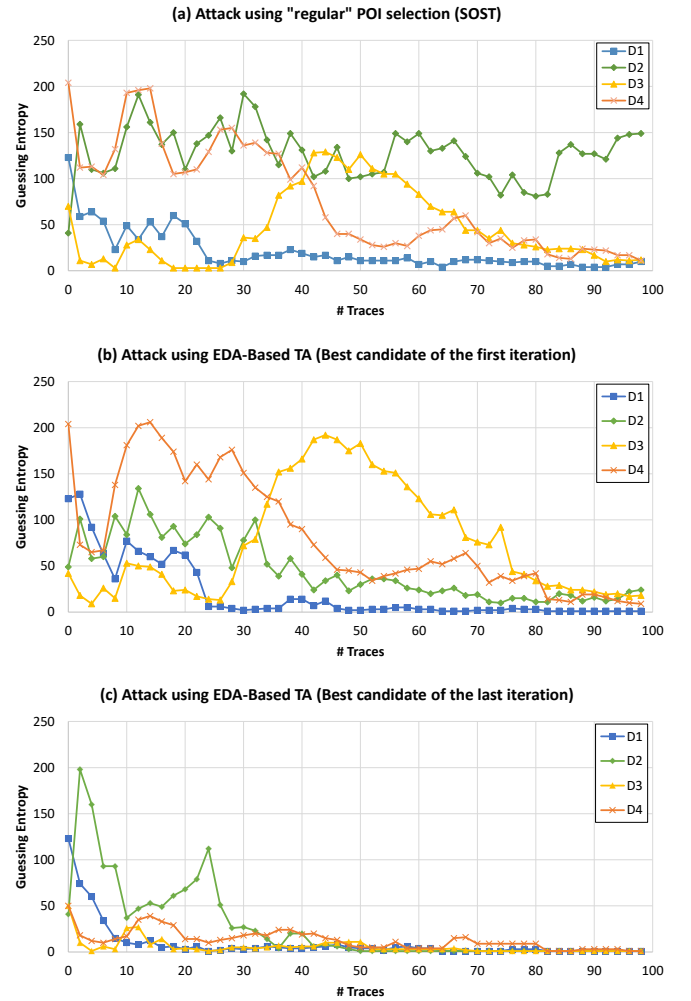 (a) Attack using "regular" POI selection (SOST)
250
200
150
100
50
0
Guessing Entropy
D1
D2
D3
D4
0 10 20 30 40 50 60 70 80 90 100
# Traces
(b) Attack using EDA-Based TA (Best candidate of the first iteration)
250
200
150
100
50
0
Guessing Entropy
D1
D2
D3
D4
0 10 20 30 40 50 60 70 80 90 100
# Traces
(c) Attack using EDA-Based TA (Best candidate of the last iteration)
250
200
150
100
50
0
Guessing Entropy
D1
D2
D3
D4
0 10 20 30 40 50 60 70 80 90 100
# Traces